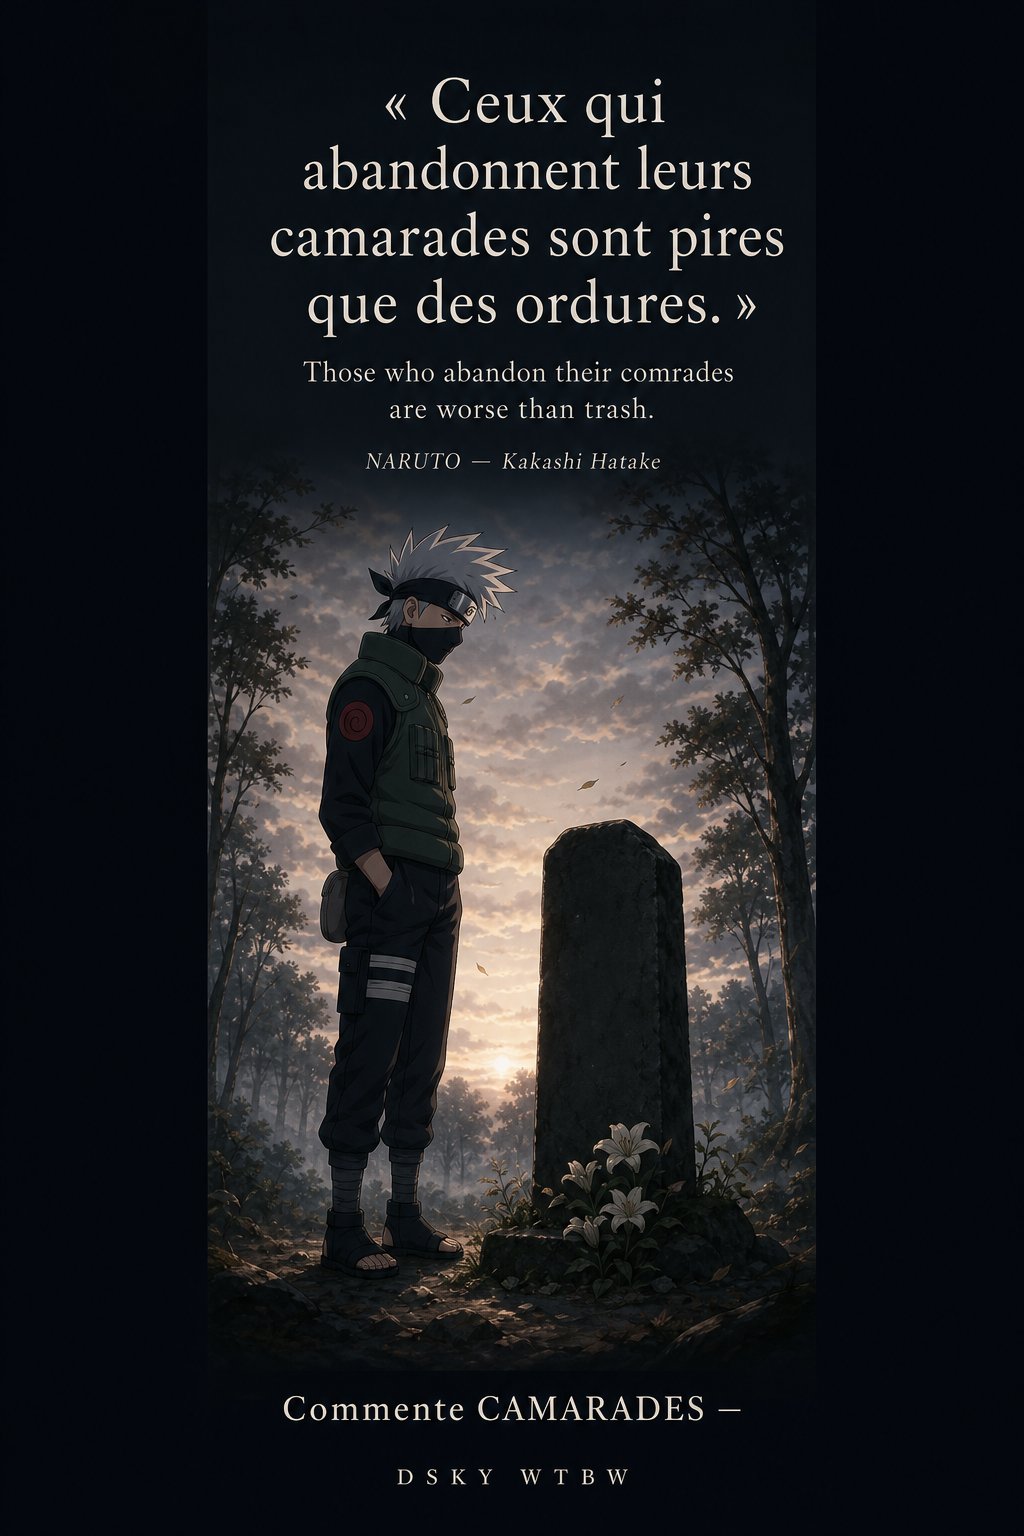 « Ceux qui
abandonnent leurs
camarades sont pires
que des ordures. »
Those who abandon their comrades
are worse than trash.
NARUTO — Kakashi Hatake
Commente CAMARADES —
DSKY WTBW